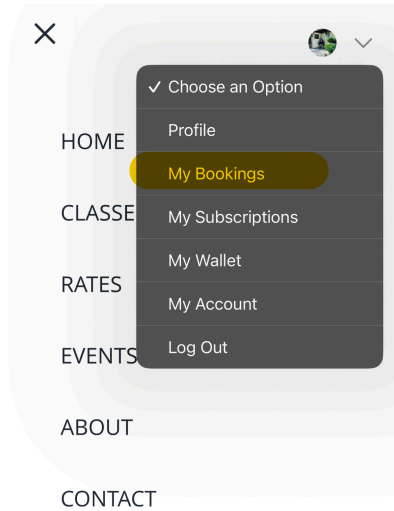 ✓ Choose an Option
Profile
My Bookings
My Subscriptions
My Wallet
My Account
Log Out
HOME
CLASSE
RATES
EVENTS
ABOUT
CONTACT